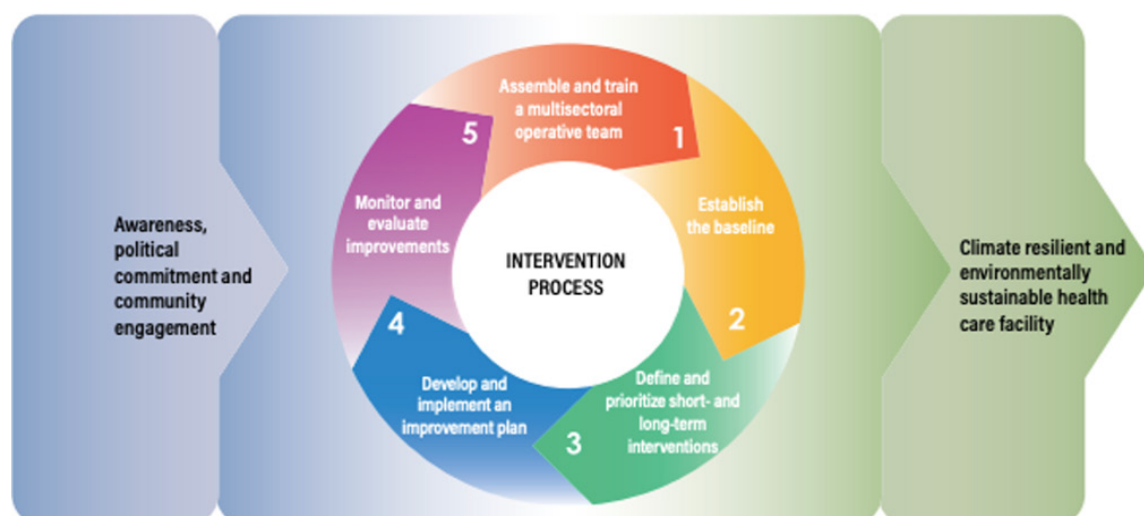 Awareness,
political
commitment and
community
engagement
INTERVENTION
PROCESS
Assemble and train
a multisectoral
operative team
1
Establish
the baseline
2
Define and
prioritize short- and
long-term
interventions
3
Develop and
implement an
improvement plan
4
Monitor and
evaluate
improvements
5
Climate resilient and
environmentally
sustainable health
care facility